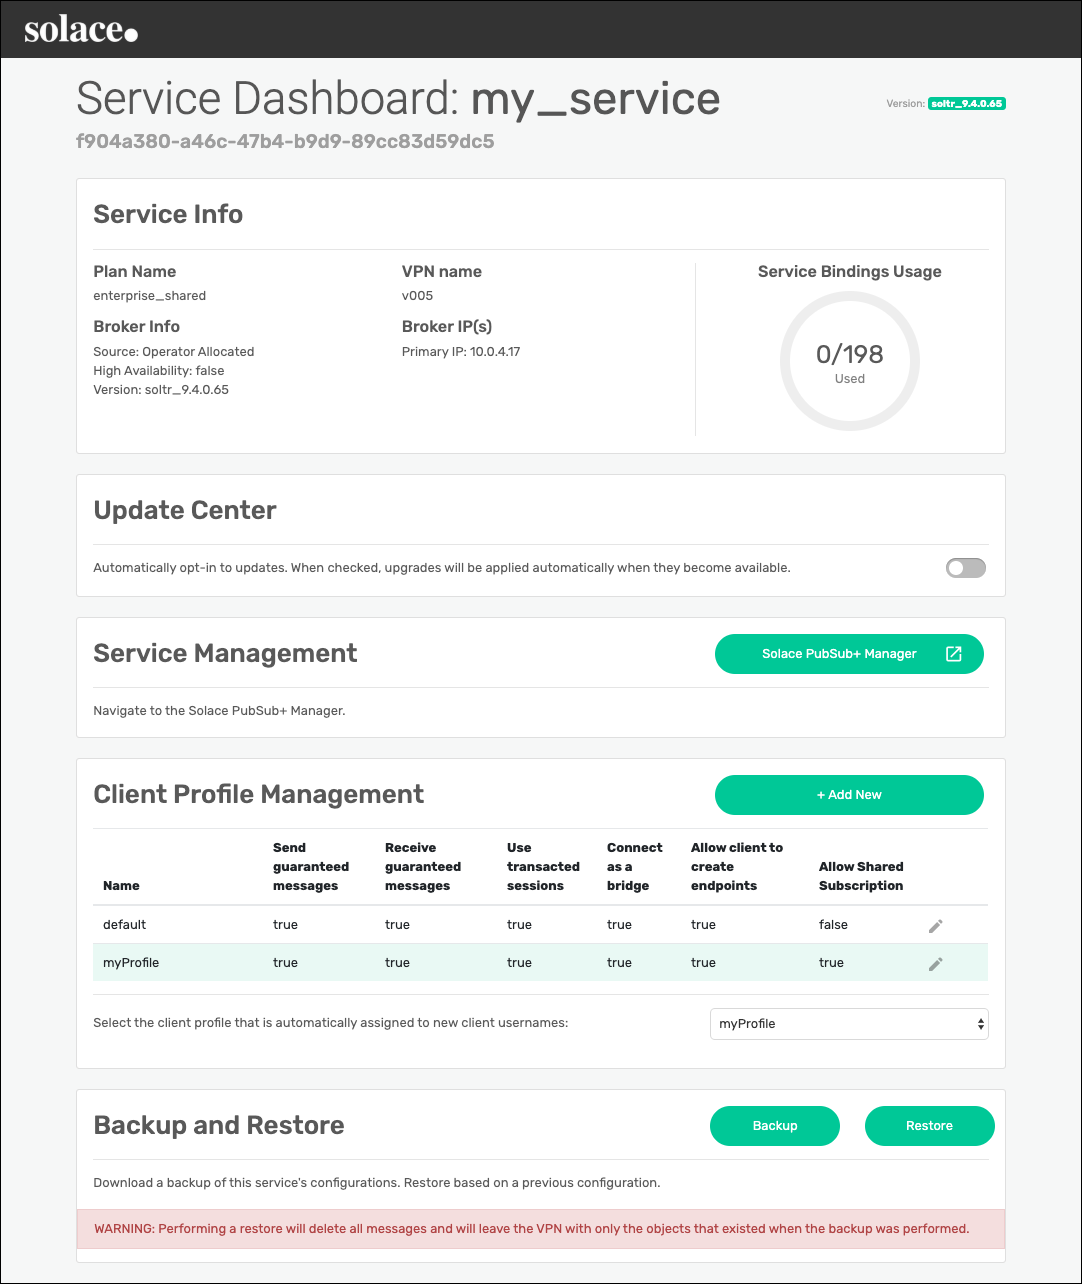 solace.
Service Dashboard: my_service
Version: soltr_9.4.0.65
f904a380-a46c-47b4-b9d9-89cc83d59dc5
Service Info
Plan Name
enterprise_shared
Broker Info
Source: Operator Allocated
High Availability: false
Version: soltr_9.4.0.65
VPN name
v005
Broker IP(s)
Primary IP: 10.0.4.17
Service Bindings Usage
0/198
Used
Update Center
Automatically opt-in to updates. When checked, upgrades will be applied automatically when they become available.
Service Management
Solace PubSub+ Manager
Navigate to the Solace PubSub+ Manager.
Client Profile Management
+ Add New
Name
Send
guaranteed
messages
Receive
guaranteed
messages
Use
transacted
sessions
Connect
as a
bridge
Allow client to
create
endpoints
Allow Shared
Subscription
default true true true true true false
myProfile true true true true true true
Select the client profile that is automatically assigned to new client usernames:
myProfile
Backup and Restore
Backup
Restore
Download a backup of this service's configurations. Restore based on a previous configuration.
WARNING: Performing a restore will delete all messages and will leave the VPN with only the objects that existed when the backup was performed.